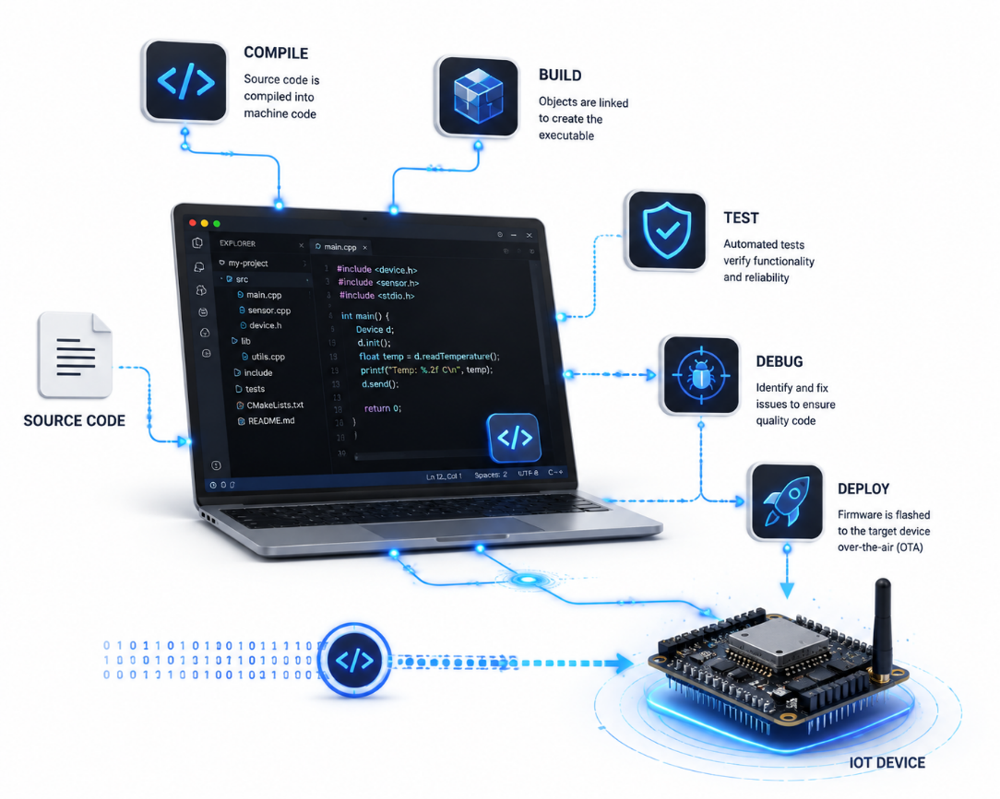 COMPILE
Source code is
compiled into
machine code
BUILD
Objects are linked
to create the
executable
TEST
Automated tests
verify functionality
and reliability
DEBUG
Identify and fix
issues to ensure
quality code
DEPLOY
Firmware is flashed
to the target device
over-the-air (OTA)
SOURCE CODE
EXPLORER
my-project
src
main.cpp
sensor.cpp
device.h
lib
utils.cpp
include
tests
CMakeLists.txt
README.md
main.cpp
#include <device.h>
#include <sensor.h>
#include <stdio.h>
int main() {
Device d;
d.init();
float temp = d.readTemperature();
printf("Temp: %.2f C\n", temp);
d.send();
return 0;
}
</>
Spaces: 2
</>
</>
IOT DEVICE